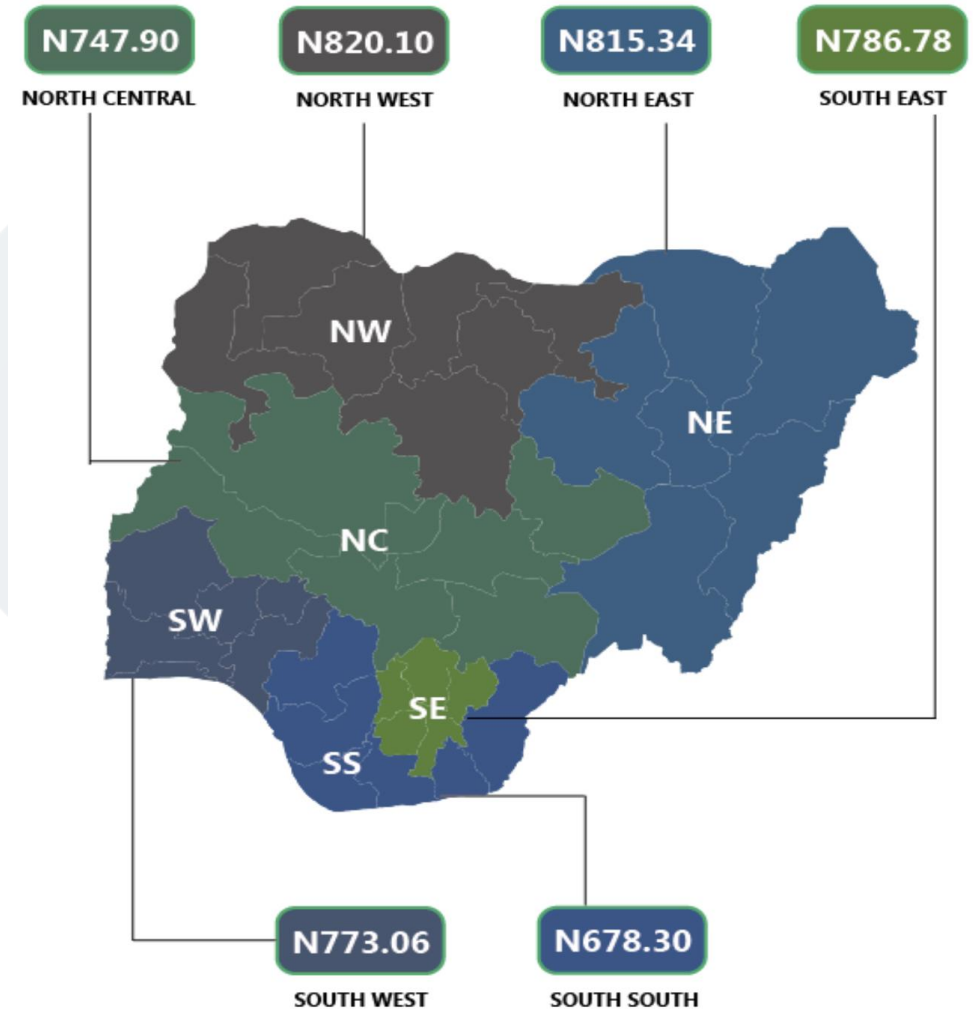 N747.90
NORTH CENTRAL
N820.10
NORTH WEST
N815.34
NORTH EAST
N786.78
SOUTH EAST
NW
NE
NC
SW
SE
SS
N773.06
SOUTH WEST
N678.30
SOUTH SOUTH